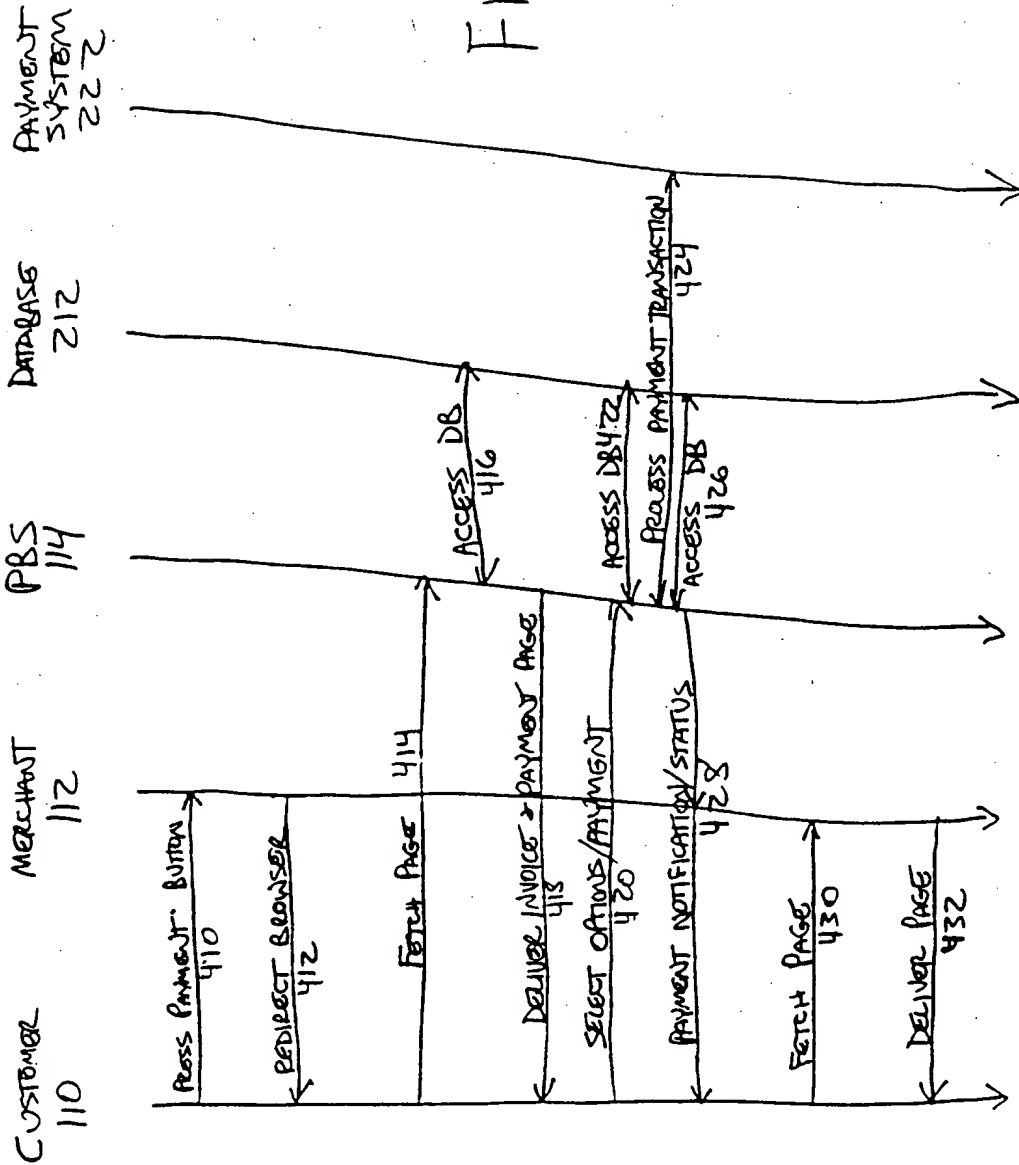 CUSTOMER
110
MERCHANT
112
PBS
114
DATABASE
212
PAYMENT
SYSTEM
222
PRESS PAYMENT BUTTON
410
REDIRECT BROWSER
412
FETCH PAGE 414
ACCESS DB
416
DELIVER INVOICE & PAYMENT PAGE
418
SELECT OPTIONS/PAYMENT
420
ACCESS DB 422
PROCESS PAYMENT TRANSACTION
424
ACCESS DB
426
PAYMENT NOTIFICATION/STATUS
428
FETCH PAGE
430
DELIVER PAGE
432